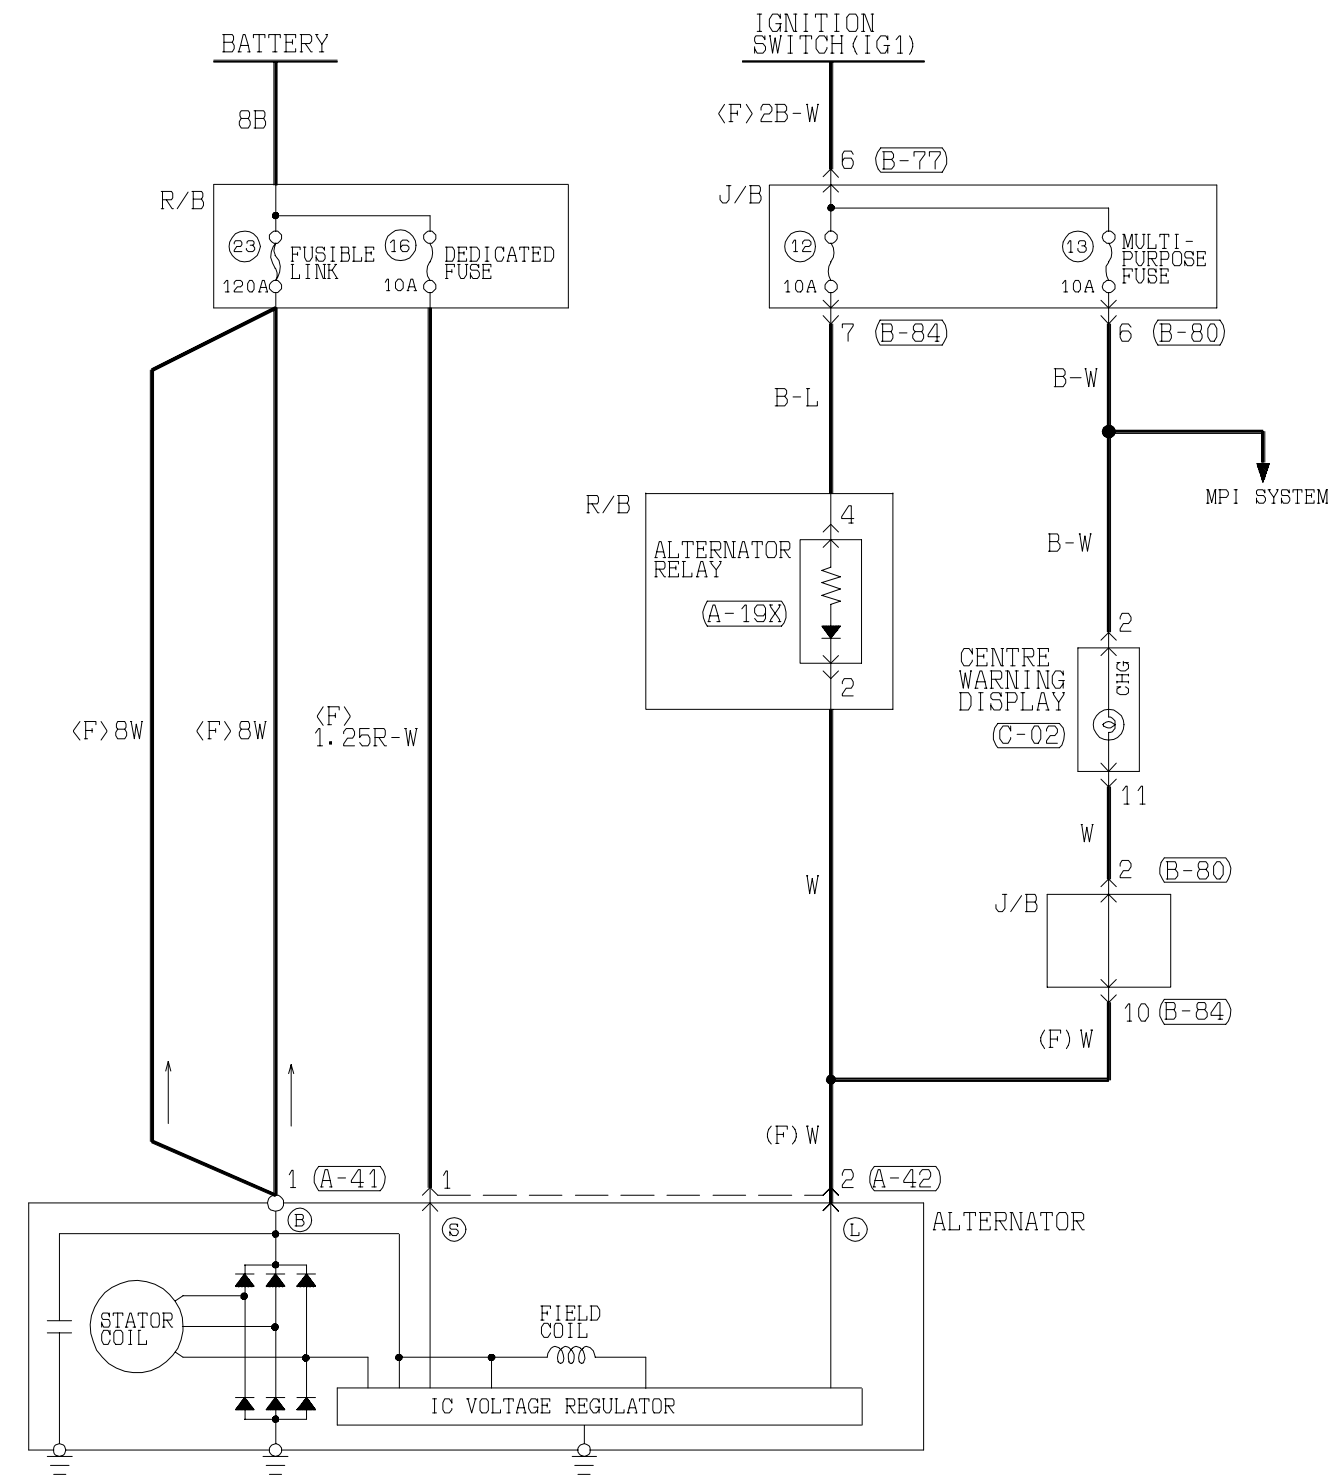 BATTERY
IGNITION
SWITCH(IG1)
8B
<F>2B-W
6 (B-77)
R/B
J/B
23
FUSIBLE
LINK
120A
16
DEDICATED
FUSE
10A
12
10A
13
MULTI-
PURPOSE
FUSE
10A
7 (B-84)
6 (B-80)
B-L
B-W
MPI SYSTEM
R/B
4
ALTERNATOR
RELAY
(A-19X)
2
B-W
2
CENTRE
WARNING
DISPLAY
(C-02)
CHG
11
<F>8W
<F>8W
<F>
1.25R-W
W
W
2 (B-80)
J/B
10 (B-84)
(F)W
(F)W
1 (A-41)
1
2 (A-42)
B
S
L
ALTERNATOR
STATOR
COIL
FIELD
COIL
IC VOLTAGE REGULATOR